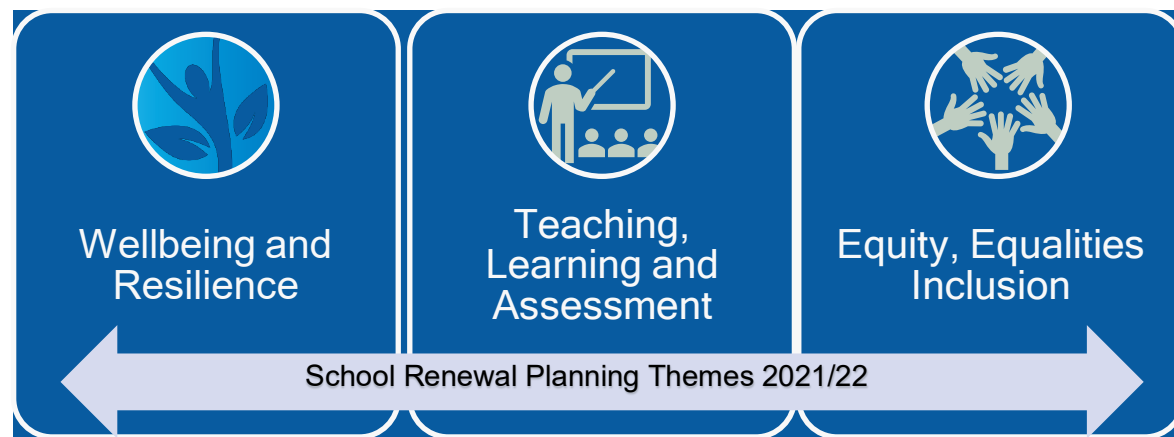 Wellbeing and
Resilience
Teaching,
Learning and
Assessment
Equity, Equalities
Inclusion
School Renewal Planning Themes 2021/22